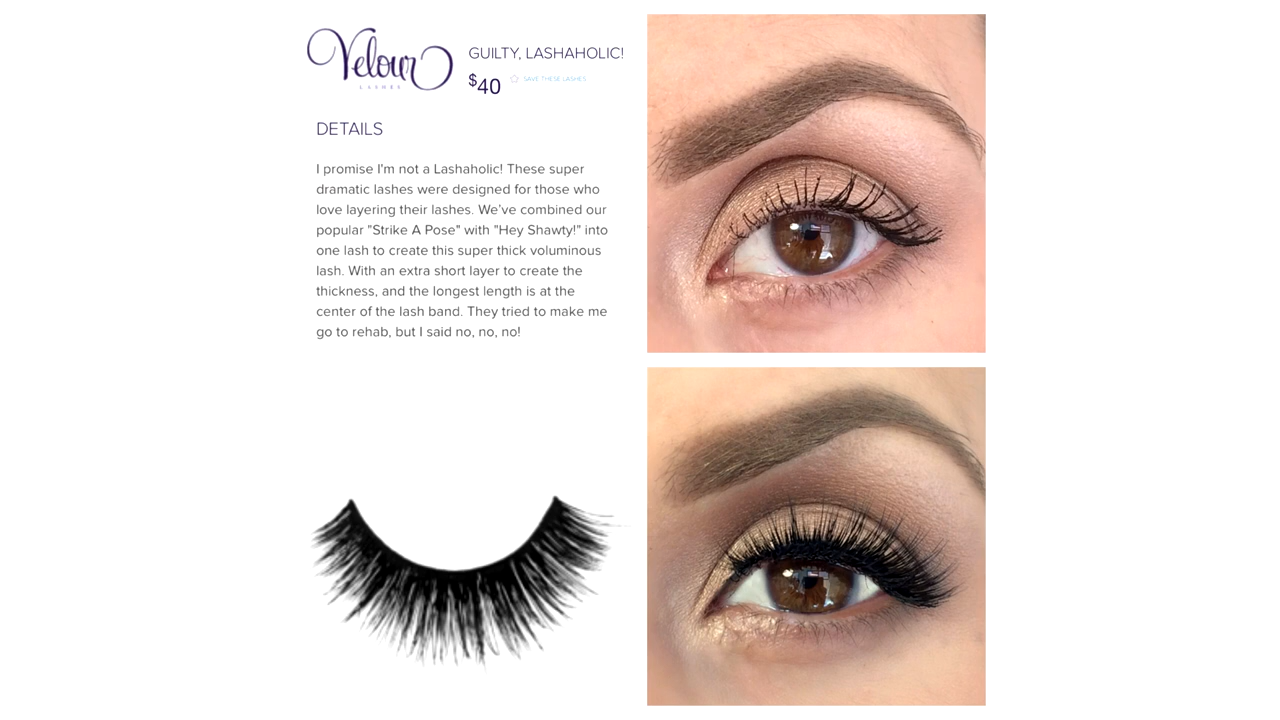 Velour
LASHES
GUILTY, LASHAHOLIC!
$40
SAVE THESE LASHES
DETAILS
I promise I'm not a Lashaholic! These super
dramatic lashes were designed for those who
love layering their lashes. We've combined our
popular "Strike A Pose" with "Hey Shawty!" into
one lash to create this super thick voluminous
lash. With an extra short layer to create the
thickness, and the longest length is at the
center of the lash band. They tried to make me
go to rehab, but I said no, no, no!